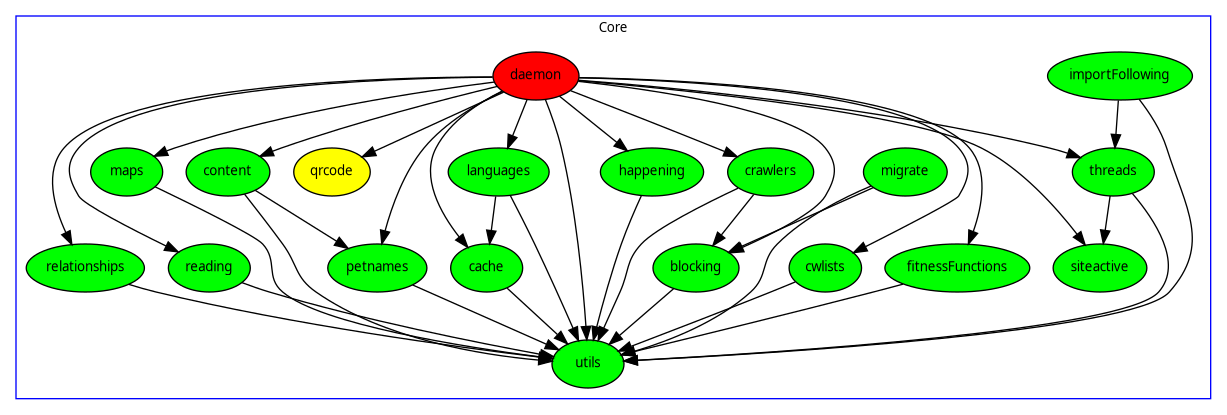 Core
daemon
importFollowing
maps
content
qrcode
languages
happening
crawlers
migrate
threads
relationships
reading
petnames
cache
blocking
cwlists
fitnessFunctions
siteactive
utils